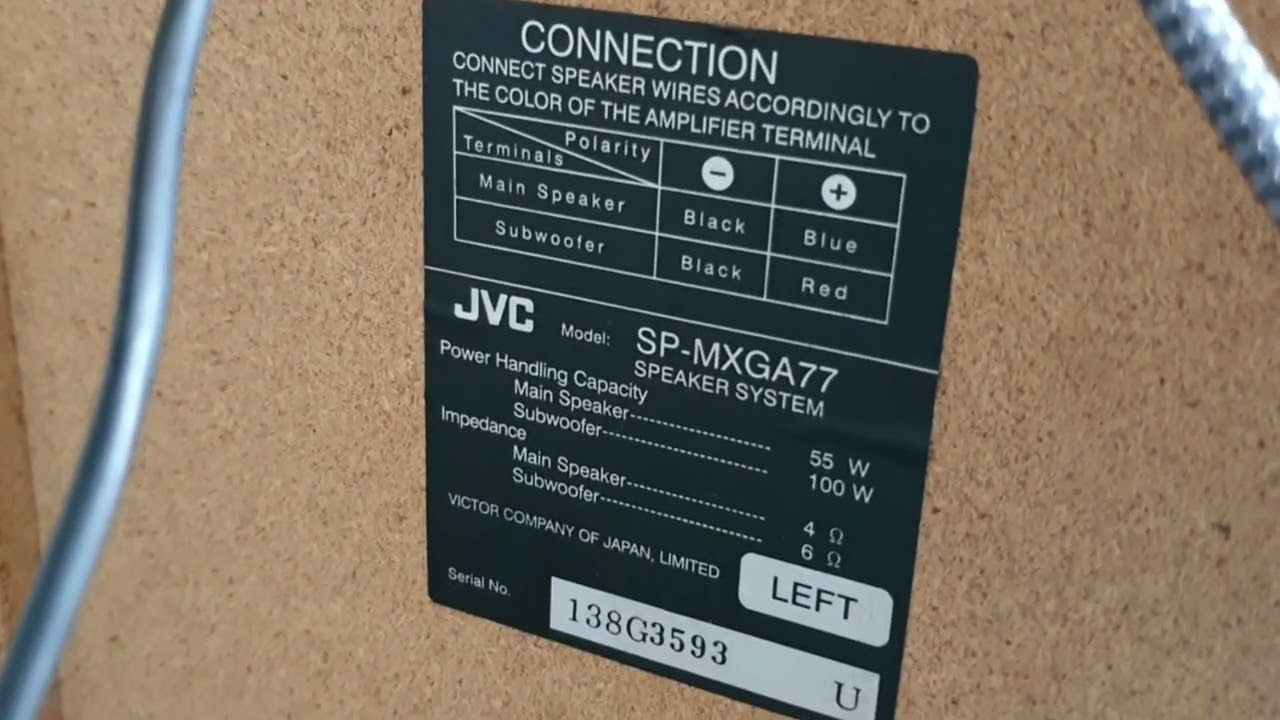 CONNECTION
CONNECT SPEAKER WIRES ACCORDINGLY TO
THE COLOR OF THE AMPLIFIER TERMINAL
Polarity
Terminals
− +
Main Speaker Black Blue
Subwoofer Black Red
JVC Model: SP-MXGA77
SPEAKER SYSTEM
Power Handling Capacity
Main Speaker 55 W
Subwoofer 100 W
Impedance
Main Speaker 4 Ω
Subwoofer 6 Ω
VICTOR COMPANY OF JAPAN, LIMITED
LEFT
Serial No. 138G3593
U